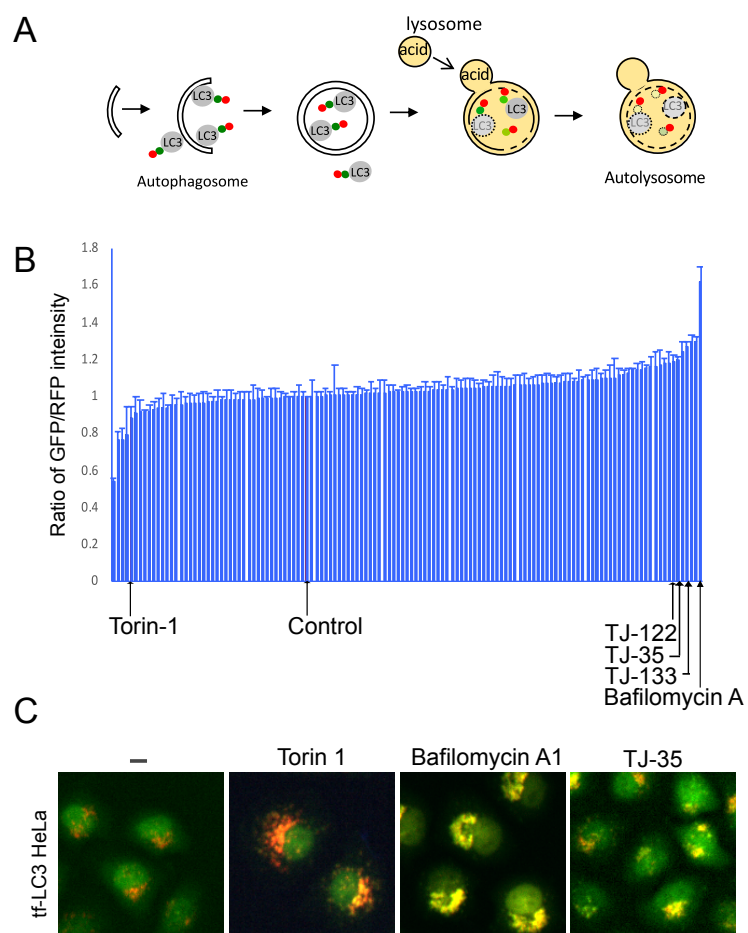 A
lysosome
acid
acid
LC3
LC3
LC3
LC3
LC3
LC3
LC3
LC3
LC3
LC3
Autophagosome
Autolysosome
B
Ratio of GFP/RFP inteinsity
1.8
1.6
1.4
1.2
1
0.8
0.6
0.4
0.2
0
Torin-1
Control
TJ-122
TJ-35
TJ-133
Bafilomycin A
C
–
Torin 1
Bafilomycin A1
TJ-35
tf-LC3 HeLa